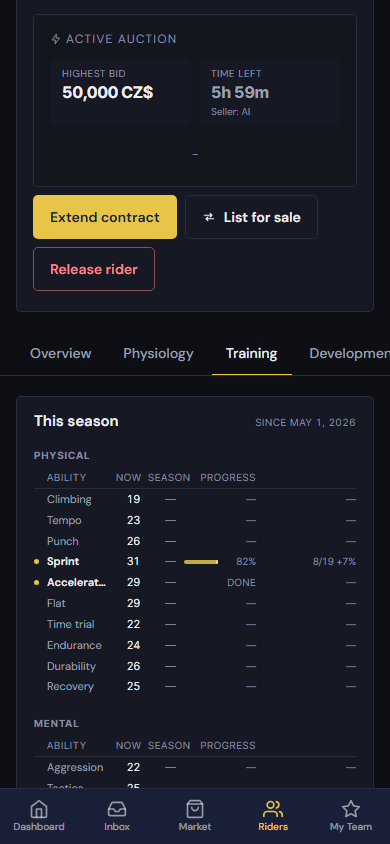 ACTIVE AUCTION
HIGHEST BID
50,000 CZ$
TIME LEFT
5h 59m
Seller: AI
–
Extend contract
List for sale
Release rider
Overview Physiology Training Developmen
This season SINCE MAY 1, 2026
PHYSICAL
ABILITY NOW SEASON PROGRESS
Climbing 19 — — —
Tempo 23 — — —
Punch 26 — — —
Sprint 31 — 82% 8/19 +7%
Accelerat... 29 — DONE —
Flat 29 — — —
Time trial 22 — — —
Endurance 24 — — —
Durability 26 — — —
Recovery 25 — — —
MENTAL
ABILITY NOW SEASON PROGRESS
Aggression 22 — — —
Dashboard Inbox Market Riders My Team